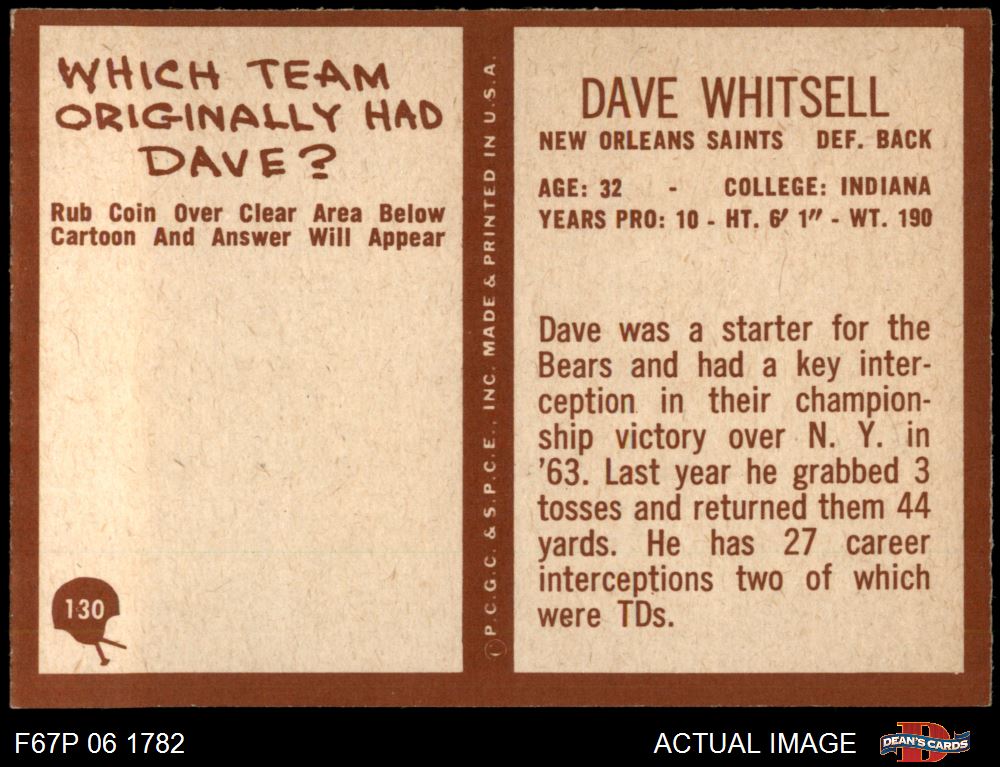 WHICH TEAM
ORIGINALLY HAD
DAVE?
Rub Coin Over Clear Area Below
Cartoon And Answer Will Appear
130
© P.C.G.C. & S.P.C.E., INC. MADE & PRINTED IN U.S.A.
DAVE WHITSELL
NEW ORLEANS SAINTS DEF. BACK
AGE: 32 - COLLEGE: INDIANA
YEARS PRO: 10 - HT. 6' 1" - WT. 190
Dave was a starter for the
Bears and had a key inter-
ception in their champion-
ship victory over N. Y. in
'63. Last year he grabbed 3
tosses and returned them 44
yards. He has 27 career
interceptions two of which
were TDs.
F67P 06 1782
ACTUAL IMAGE
D
DEAN'S CARDS